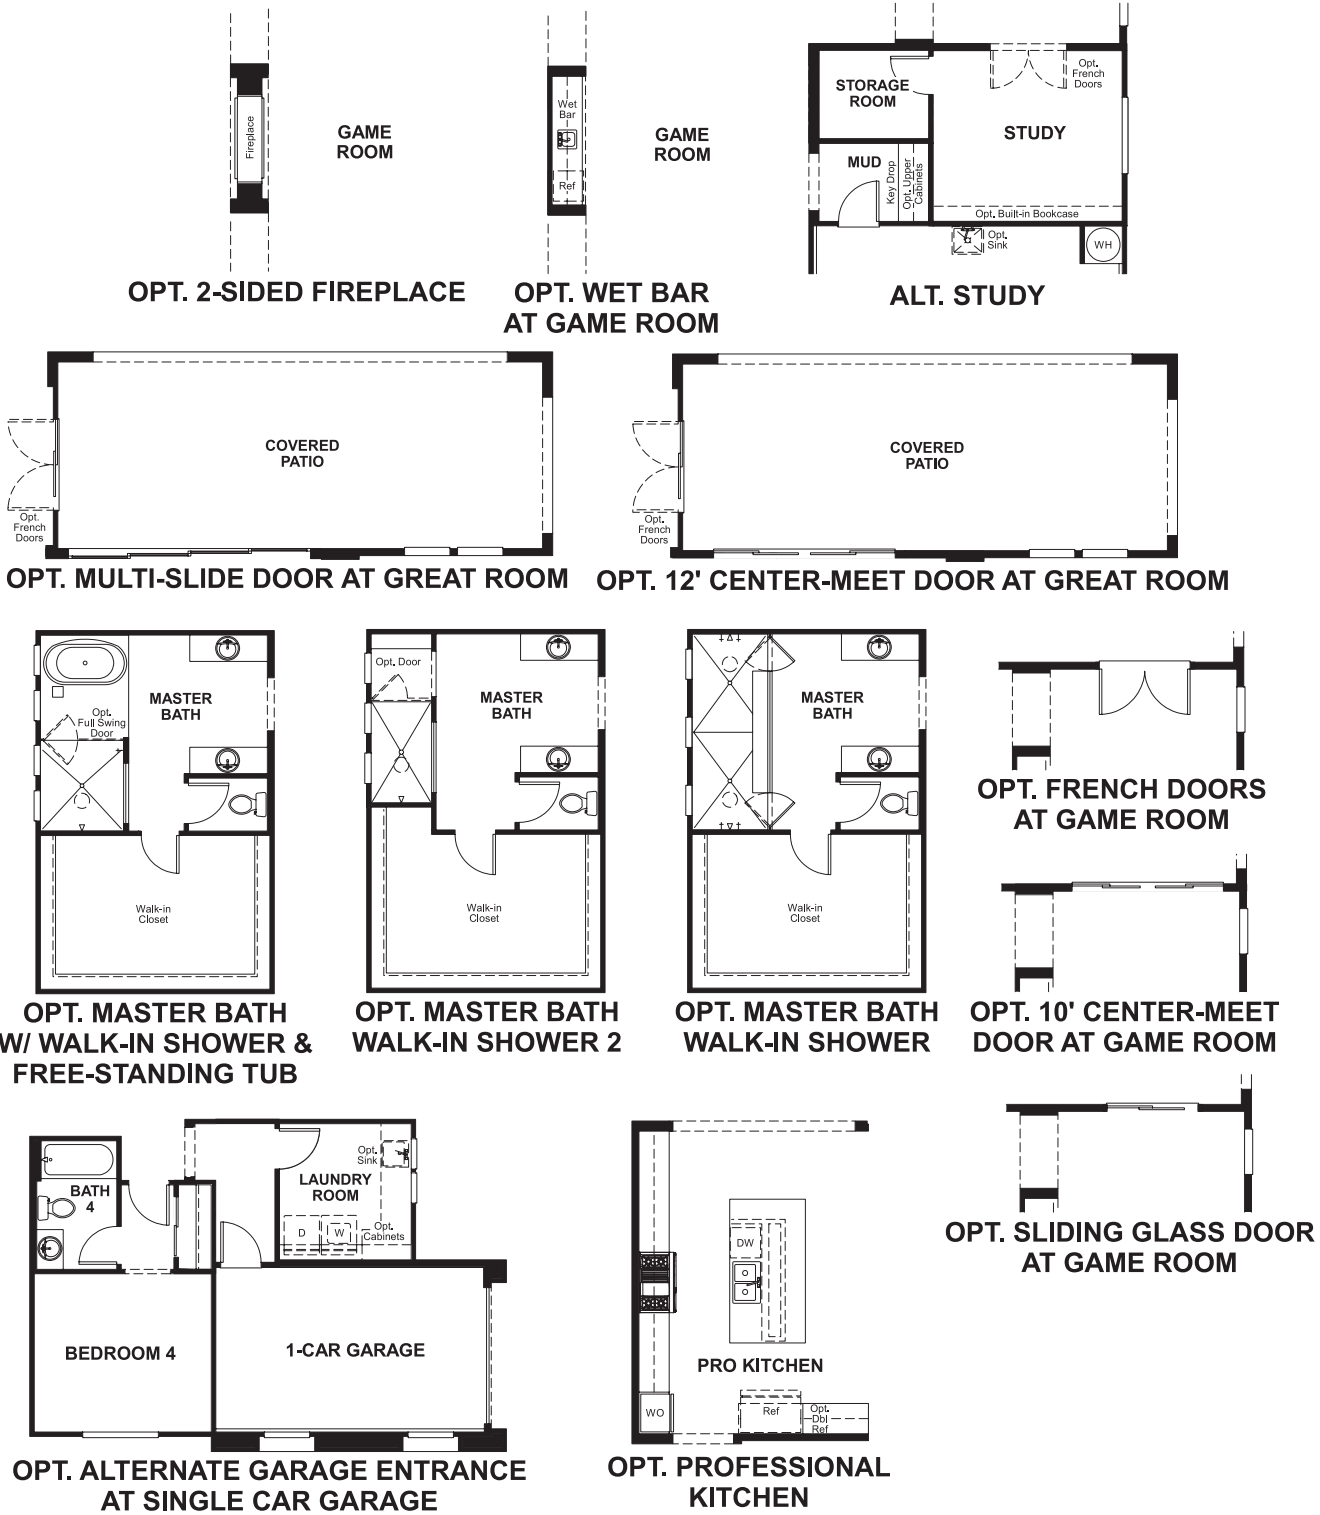 Fireplace
GAME
ROOM
OPT. 2-SIDED FIREPLACE
Wet
Bar
Ref
GAME
ROOM
OPT. WET BAR
AT GAME ROOM
STORAGE
ROOM
Opt.
French
Doors
STUDY
MUD
Key Drop
Opt. Upper
Cabinets
Opt. Built-in Bookcase
Opt.
Sink
WH
ALT. STUDY
COVERED
PATIO
Opt.
French
Doors
OPT. MULTI-SLIDE DOOR AT GREAT ROOM
COVERED
PATIO
Opt.
French
Doors
OPT. 12' CENTER-MEET DOOR AT GREAT ROOM
MASTER
BATH
Opt.
Full Swing
Door
Walk-in
Closet
OPT. MASTER BATH
W/ WALK-IN SHOWER &
FREE-STANDING TUB
Opt. Door
MASTER
BATH
Walk-in
Closet
OPT. MASTER BATH
WALK-IN SHOWER 2
MASTER
BATH
Walk-in
Closet
OPT. MASTER BATH
WALK-IN SHOWER
OPT. FRENCH DOORS
AT GAME ROOM
OPT. 10' CENTER-MEET
DOOR AT GAME ROOM
OPT. SLIDING GLASS DOOR
AT GAME ROOM
BATH
4
Opt.
Sink
LAUNDRY
ROOM
D
W
Opt.
Cabinets
BEDROOM 4
1-CAR GARAGE
OPT. ALTERNATE GARAGE ENTRANCE
AT SINGLE CAR GARAGE
DW
PRO KITCHEN
WO
Ref
Opt.
Dbl
Ref
OPT. PROFESSIONAL
KITCHEN